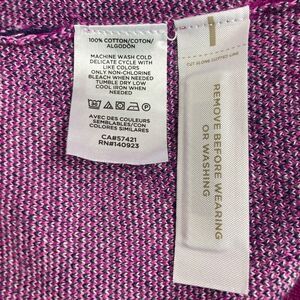 100% COTTON/COTON/
ALGODÓN
MACHINE WASH COLD
DELICATE CYCLE WITH
LIKE COLORS
ONLY NON-CHLORINE
BLEACH WHEN NEEDED
TUMBLE DRY LOW
COOL IRON WHEN
NEEDED
AVEC DES COULEURS
SEMBLABLES/CON
COLORES SIMILARES
CA#57421
RN#140923
REMOVE BEFORE WEARING
OR WASHING